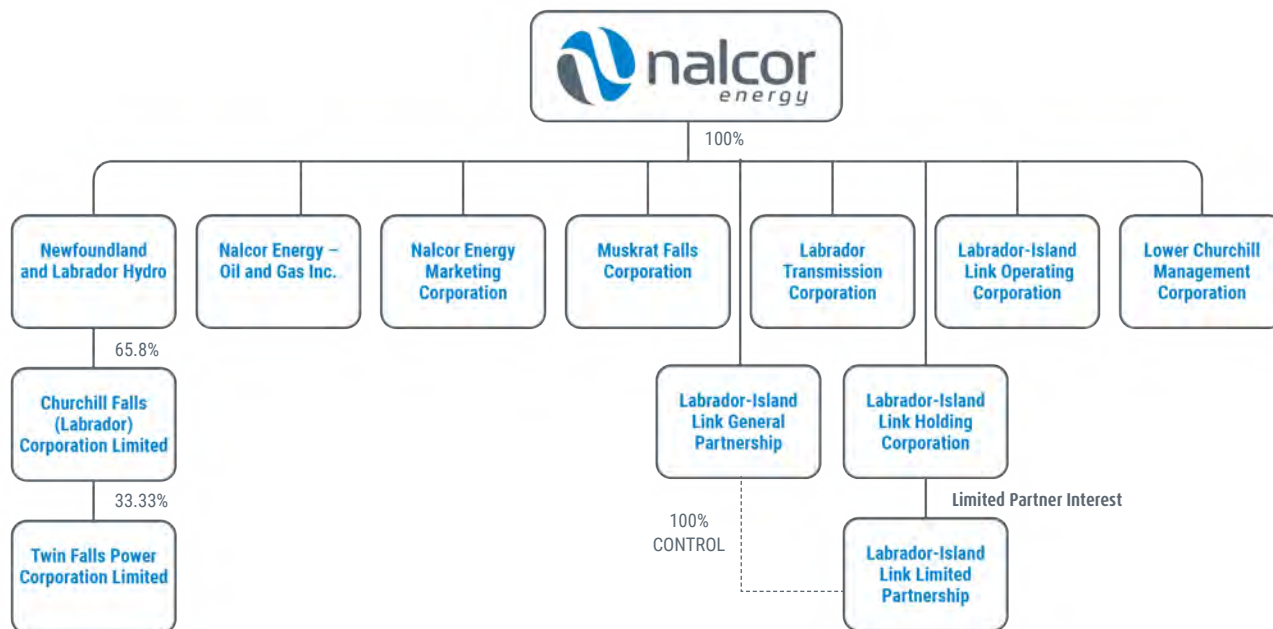 nalcor
energy
100%
Newfoundland
and Labrador Hydro
Nalcor Energy –
Oil and Gas Inc.
Nalcor Energy
Marketing
Corporation
Muskrat Falls
Corporation
Labrador
Transmission
Corporation
Labrador-Island
Link Operating
Corporation
Lower Churchill
Management
Corporation
65.8%
Churchill Falls
(Labrador)
Corporation Limited
Labrador-Island
Link General
Partnership
Labrador-Island
Link Holding
Corporation
33.33%
Limited Partner Interest
100%
CONTROL
Twin Falls Power
Corporation Limited
Labrador-Island
Link Limited
Partnership